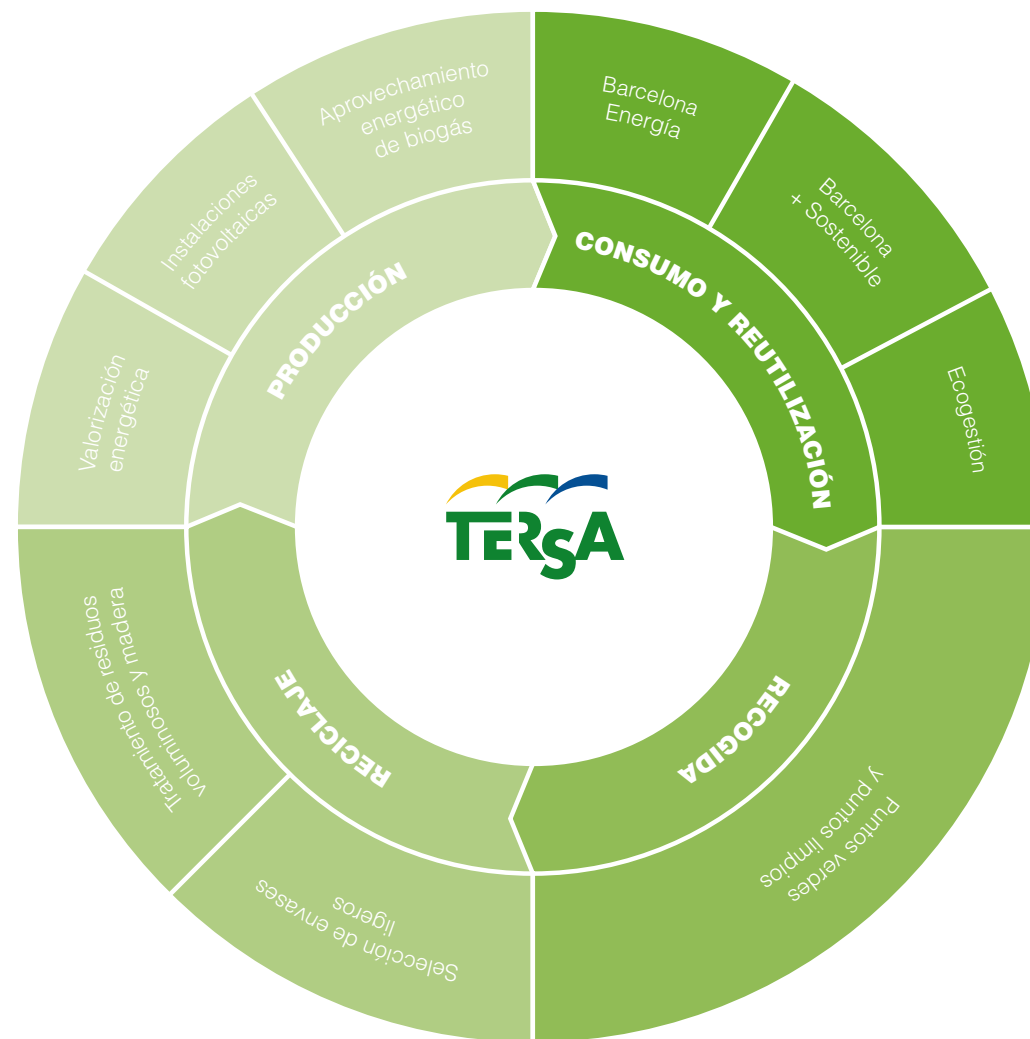 Aprovechamiento
energético
de biogás
Barcelona
Energía
Barcelona
+ Sostenible
Ecogestión
Instalaciones
fotovoltaicas
Valorización
energética
PRODUCCIÓN
CONSUMO Y REUTILIZACIÓN
TERSA
RECICLAJE
RECOGIDA
Tratamiento de residuos
voluminosos y madera
Selección de envases
ligeros
Puntos verdes
y puntos limpios